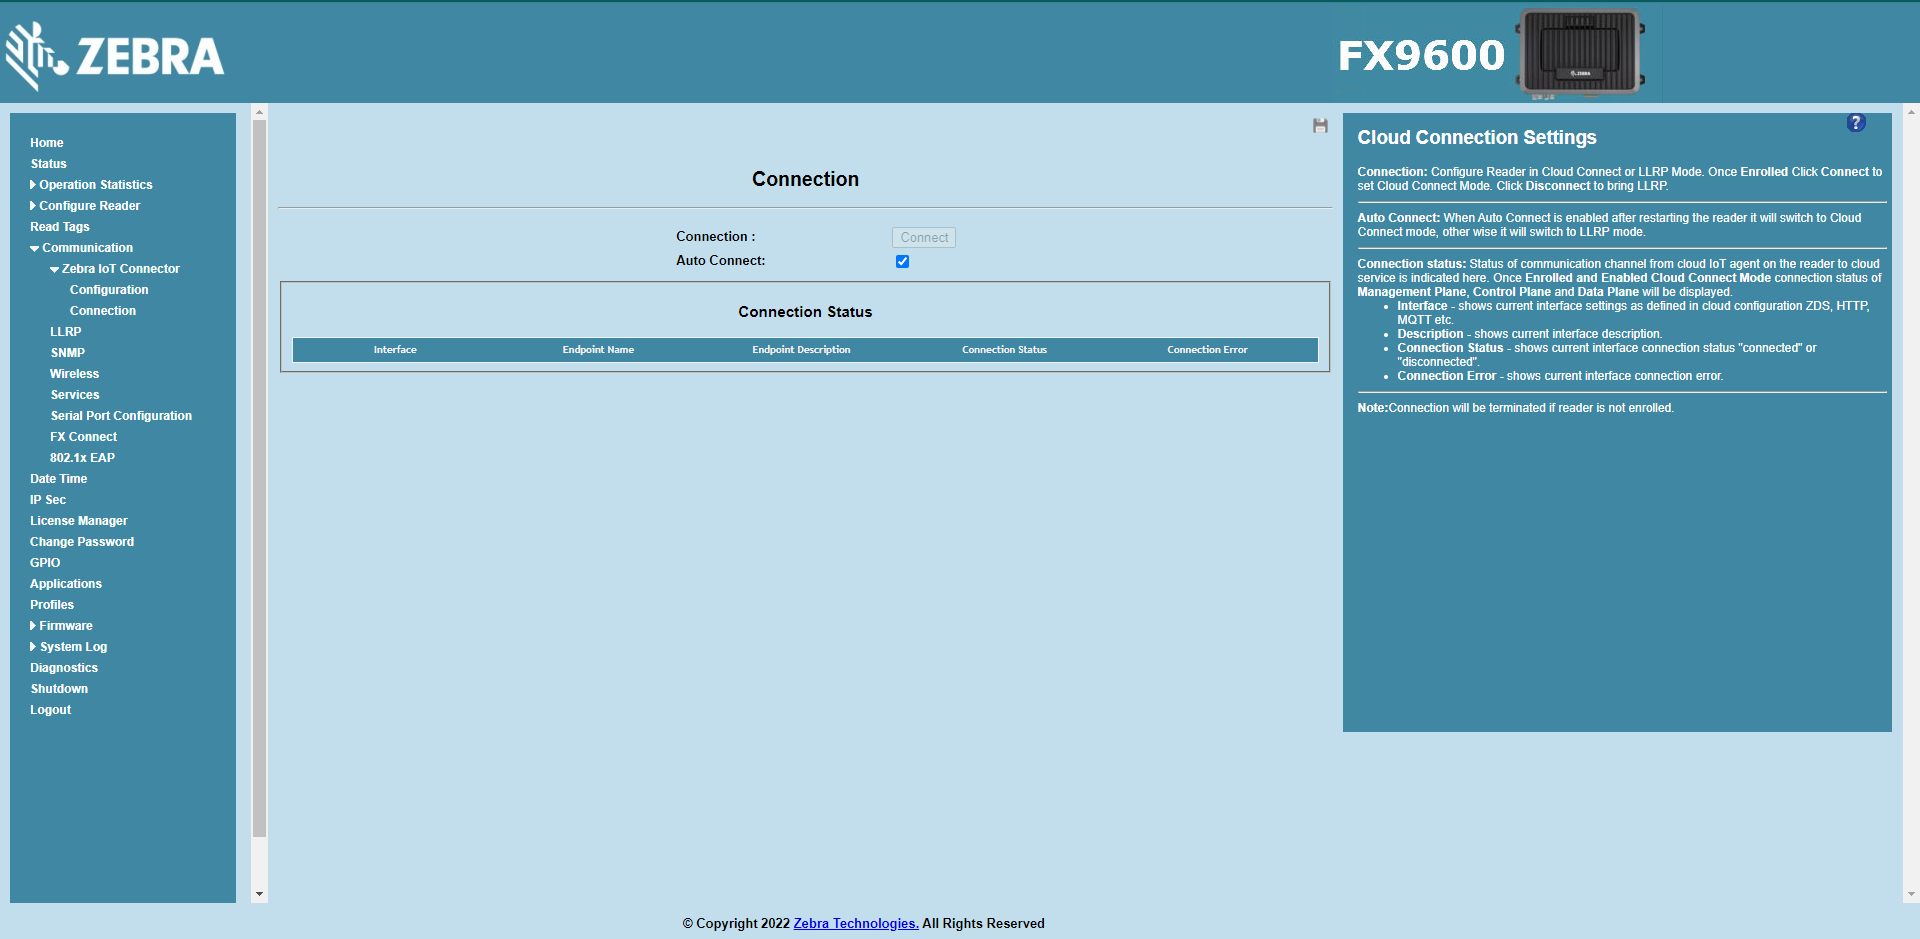 ZEBRA
FX9600
Home
Status
Operation Statistics
Configure Reader
Read Tags
Communication
Zebra IoT Connector
Configuration
Connection
LLRP
SNMP
Wireless
Services
Serial Port Configuration
FX Connect
802.1x EAP
Date Time
IP Sec
License Manager
Change Password
GPIO
Applications
Profiles
Firmware
System Log
Diagnostics
Shutdown
Logout
Connection
Connection :
Connect
Auto Connect:
Connection Status
Interface Endpoint Name Endpoint Description Connection Status Connection Error
?
Cloud Connection Settings
Connection: Configure Reader in Cloud Connect or LLRP Mode. Once Enrolled Click Connect to
set Cloud Connect Mode. Click Disconnect to bring LLRP.
Auto Connect: When Auto Connect is enabled after restarting the reader it will switch to Cloud
Connect mode, other wise it will switch to LLRP mode.
Connection status: Status of communication channel from cloud IoT agent on the reader to cloud
service is indicated here. Once Enrolled and Enabled Cloud Connect Mode connection status of
Management Plane, Control Plane and Data Plane will be displayed.
• Interface - shows current interface settings as defined in cloud configuration ZDS, HTTP,
MQTT etc.
• Description - shows current interface description.
• Connection Status - shows current interface connection status "connected" or
"disconnected".
• Connection Error - shows current interface connection error.
Note:Connection will be terminated if reader is not enrolled.
© Copyright 2022 Zebra Technologies. All Rights Reserved